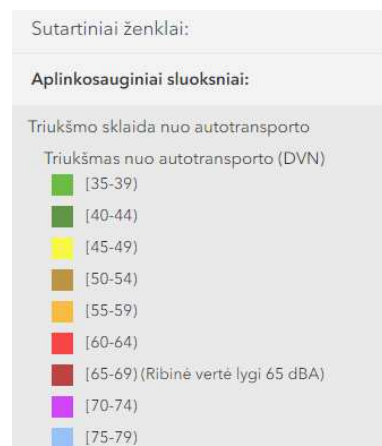 Sutartiniai ženklai:
Aplinkosauginiai sluoksniai:
Triukšmo sklaida nuo autotransporto
Triukšmas nuo autotransporto (DVN)
[35-39)
[40-44)
[45-49)
[50-54)
[55-59)
[60-64)
[65-69) (Ribinė vertė lygi 65 dBA)
[70-74)
[75-79)